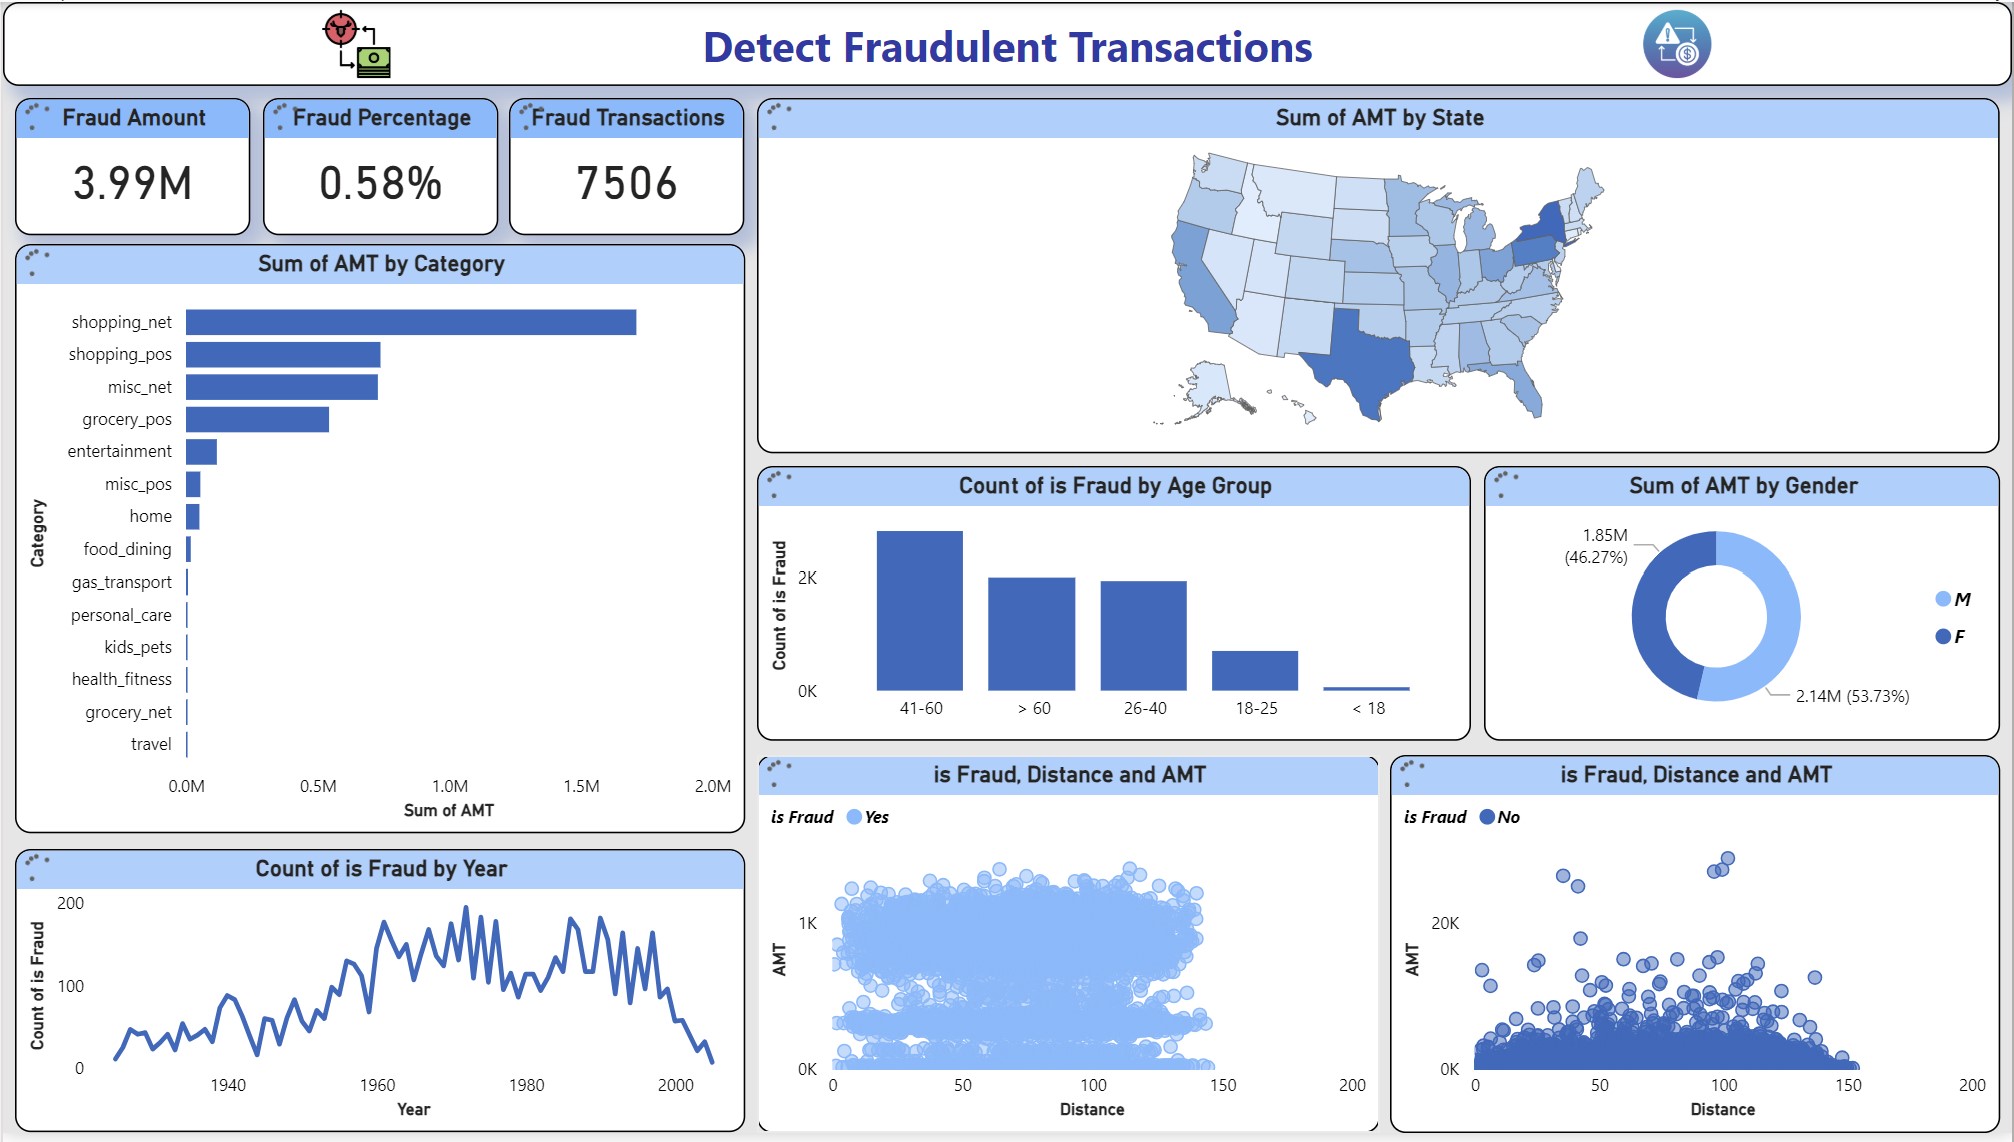 Detect Fraudulent Transactions
Fraud Amount
3.99M
Fraud Percentage
0.58%
Fraud Transactions
7506
Sum of AMT by State
Sum of AMT by Category
Category
shopping_net
shopping_pos
misc_net
grocery_pos
entertainment
misc_pos
home
food_dining
gas_transport
personal_care
kids_pets
health_fitness
grocery_net
travel
0.0M 0.5M 1.0M 1.5M 2.0M
Sum of AMT
Count of is Fraud by Age Group
Count of is Fraud
2K
0K
41-60 > 60 26-40 18-25 < 18
Sum of AMT by Gender
1.85M
(46.27%)
2.14M (53.73%)
M
F
Count of is Fraud by Year
Count of is Fraud
200
100
0
1940 1960 1980 2000
Year
is Fraud, Distance and AMT
is Fraud Yes
AMT
1K
0K
0 50 100 150 200
Distance
is Fraud, Distance and AMT
is Fraud No
AMT
20K
0K
0 50 100 150 200
Distance